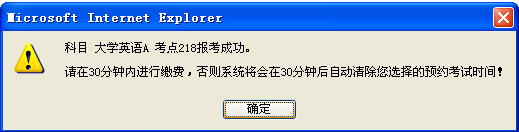 Microsoft Internet Explorer
科目 大学英语A 考点218报考成功。
请在30分钟内进行缴费，否则系统将会在30分钟后自动清除您选择的预约考试时间！
确定